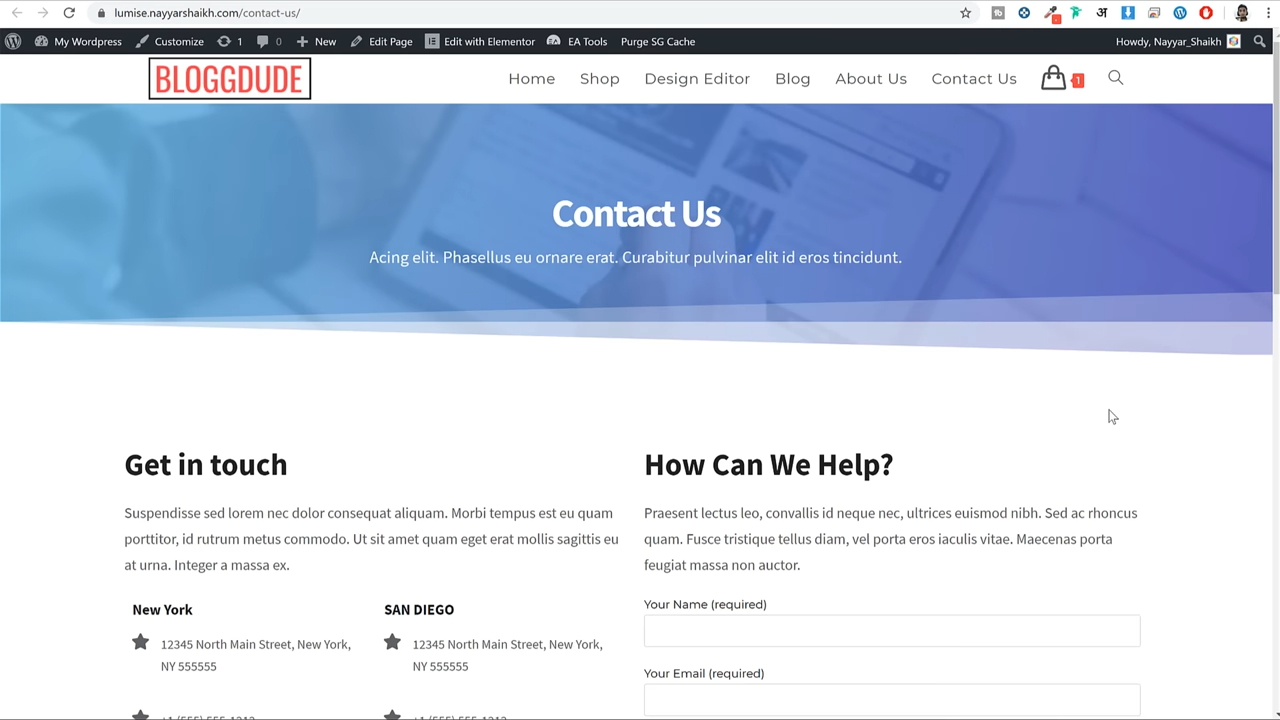 lumise.nayyarshaikh.com/contact-us/
My Wordpress Customize 1 0 New Edit Page Edit with Elementor EA Tools Purge SG Cache Howdy, Nayyar_Shaikh
BLOGGDUDE Home Shop Design Editor Blog About Us Contact Us 1
Contact Us
Acing elit. Phasellus eu ornare erat. Curabitur pulvinar elit id eros tincidunt.
Get in touch
Suspendisse sed lorem nec dolor consequat aliquam. Morbi tempus est eu quam
porttitor, id rutrum metus commodo. Ut sit amet quam eget erat mollis sagittis eu
at urna. Integer a massa ex.
New York
12345 North Main Street, New York,
NY 555555
SAN DIEGO
12345 North Main Street, New York,
NY 555555
How Can We Help?
Praesent lectus leo, convallis id neque nec, ultrices euismod nibh. Sed ac rhoncus
quam. Fusce tristique tellus diam, vel porta eros iaculis vitae. Maecenas porta
feugiat massa non auctor.
Your Name (required)
Your Email (required)